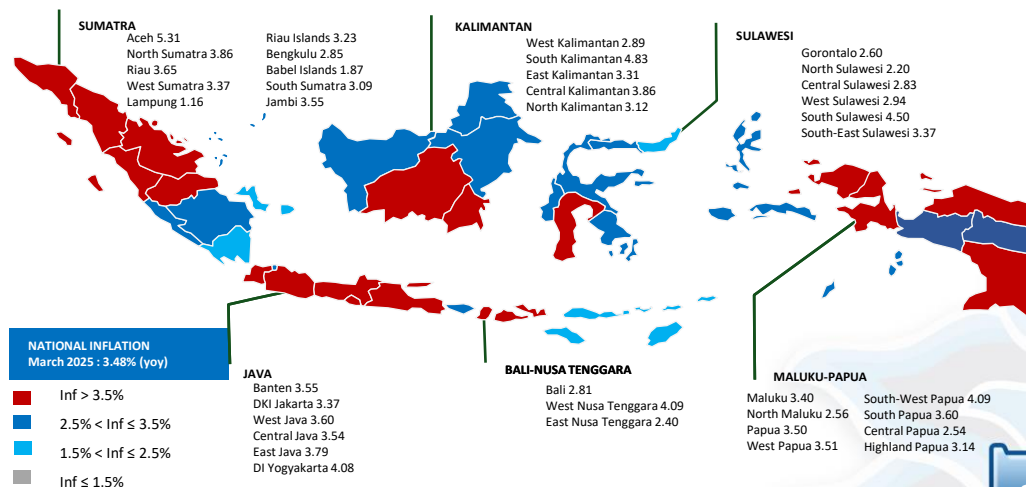 SUMATRA
Aceh 5.31
North Sumatra 3.86
Riau 3.65
West Sumatra 3.37
Lampung 1.16
Riau Islands 3.23
Bengkulu 2.85
Babel Islands 1.87
South Sumatra 3.09
Jambi 3.55
KALIMANTAN
West Kalimantan 2.89
South Kalimantan 4.83
East Kalimantan 3.31
Central Kalimantan 3.86
North Kalimantan 3.12
SULAWESI
Gorontalo 2.60
North Sulawesi 2.20
Central Sulawesi 2.83
West Sulawesi 2.94
South Sulawesi 4.50
South-East Sulawesi 3.37
NATIONAL INFLATION
March 2025 : 3.48% (yoy)
Inf > 3.5%
2.5% < Inf ≤ 3.5%
1.5% < Inf ≤ 2.5%
Inf ≤ 1.5%
JAVA
Banten 3.55
DKI Jakarta 3.37
West Java 3.60
Central Java 3.54
East Java 3.79
DI Yogyakarta 4.08
BALI-NUSA TENGGARA
Bali 2.81
West Nusa Tenggara 4.09
East Nusa Tenggara 2.40
MALUKU-PAPUA
Maluku 3.40
North Maluku 2.56
Papua 3.50
West Papua 3.51
South-West Papua 4.09
South Papua 3.60
Central Papua 2.54
Highland Papua 3.14